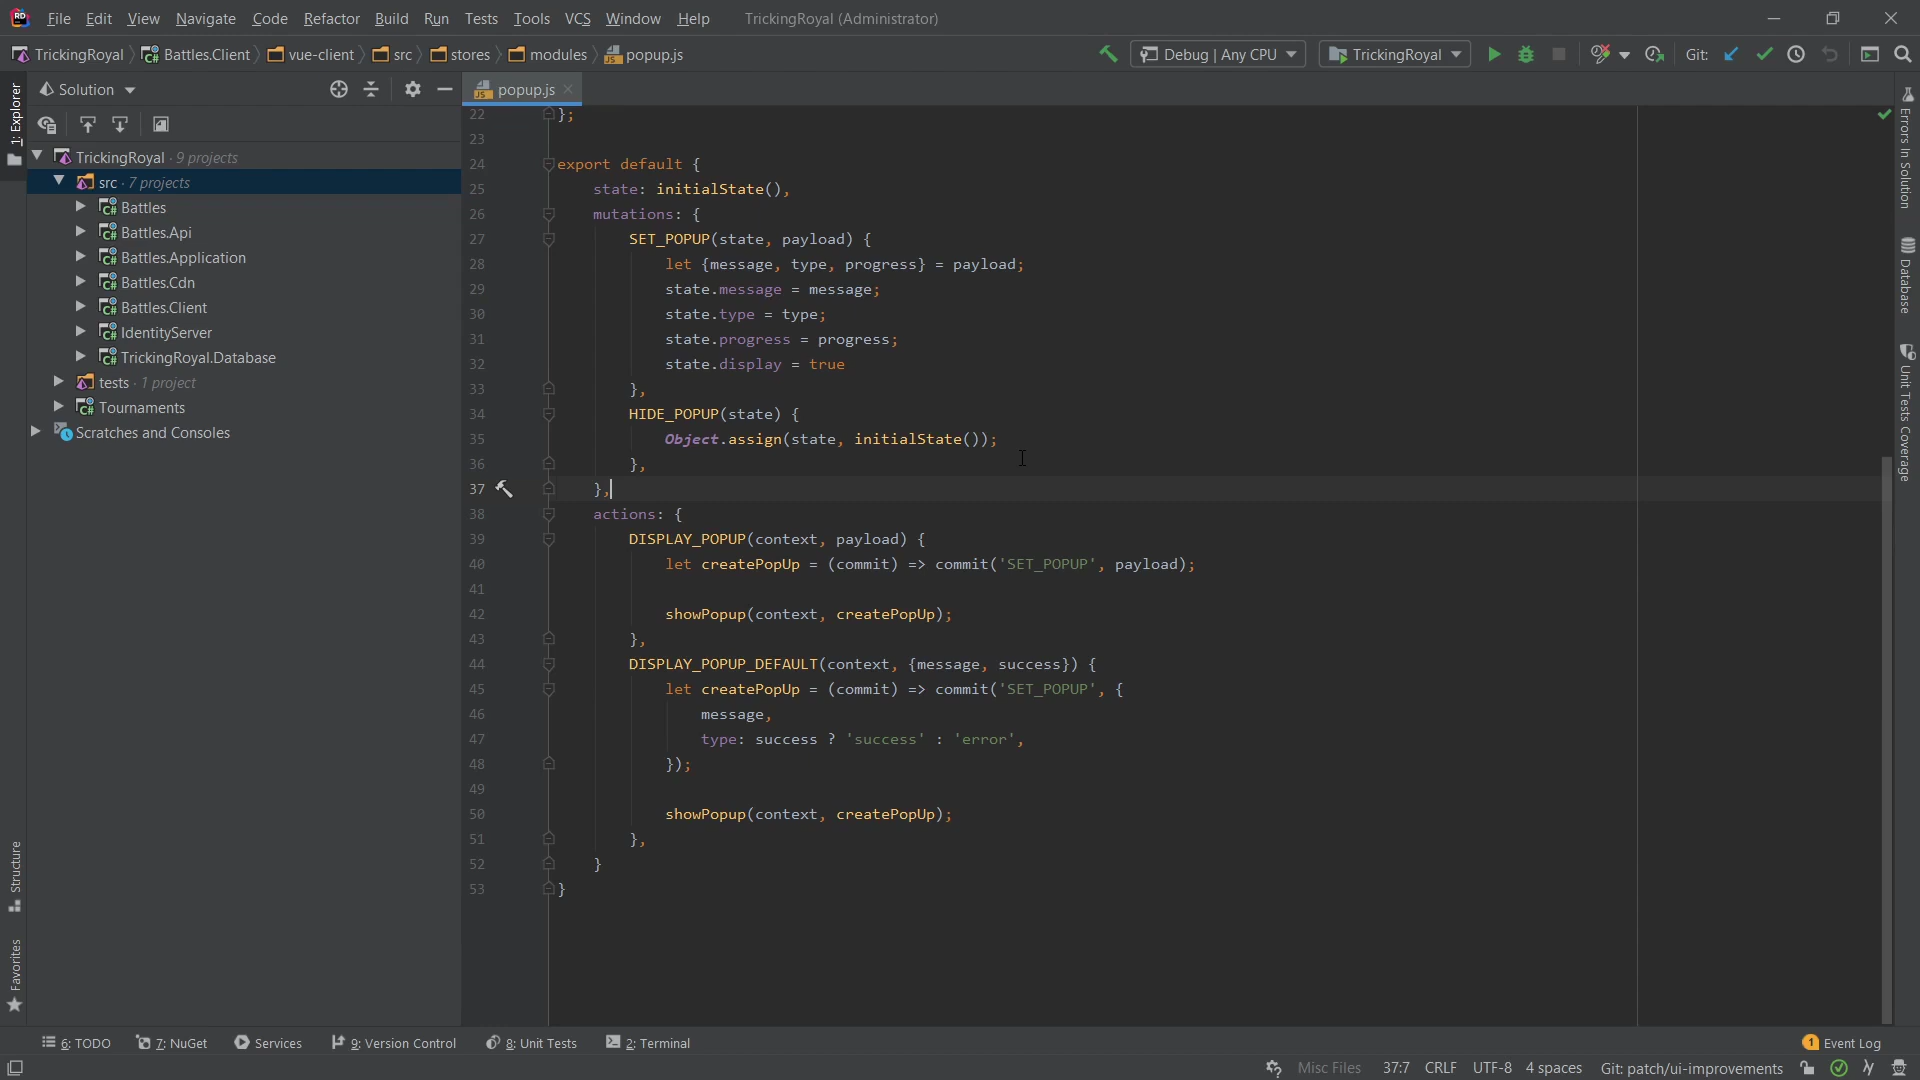 RD File Edit View Navigate Code Refactor Build Run Tests Tools VCS Window Help TrickingRoyal (Administrator)
TrickingRoyal Battles.Client vue-client src stores modules popup.js Debug | Any CPU TrickingRoyal Git:
Solution popup.js
TrickingRoyal · 9 projects
src · 7 projects
Battles
Battles.Api
Battles.Application
Battles.Cdn
Battles.Client
IdentityServer
TrickingRoyal.Database
tests · 1 project
Tournaments
Scratches and Consoles
1: Explorer
Structure
Favorites
22 };
23
24 export default {
25 state: initialState(),
26 mutations: {
27 SET_POPUP(state, payload) {
28 let {message, type, progress} = payload;
29 state.message = message;
30 state.type = type;
31 state.progress = progress;
32 state.display = true
33 },
34 HIDE_POPUP(state) {
35 Object.assign(state, initialState());
36 },
37 },
38 actions: {
39 DISPLAY_POPUP(context, payload) {
40 let createPopUp = (commit) => commit('SET_POPUP', payload);
41
42 showPopup(context, createPopUp);
43 },
44 DISPLAY_POPUP_DEFAULT(context, {message, success}) {
45 let createPopUp = (commit) => commit('SET_POPUP', {
46 message,
47 type: success ? 'success' : 'error',
48 });
49
50 showPopup(context, createPopUp);
51 },
52 }
53 }
Errors In Solution
Database
Unit Tests Coverage
6: TODO 7: NuGet Services 9: Version Control 8: Unit Tests 2: Terminal 1 Event Log
Misc Files 37:7 CRLF UTF-8 4 spaces Git: patch/ui-improvements